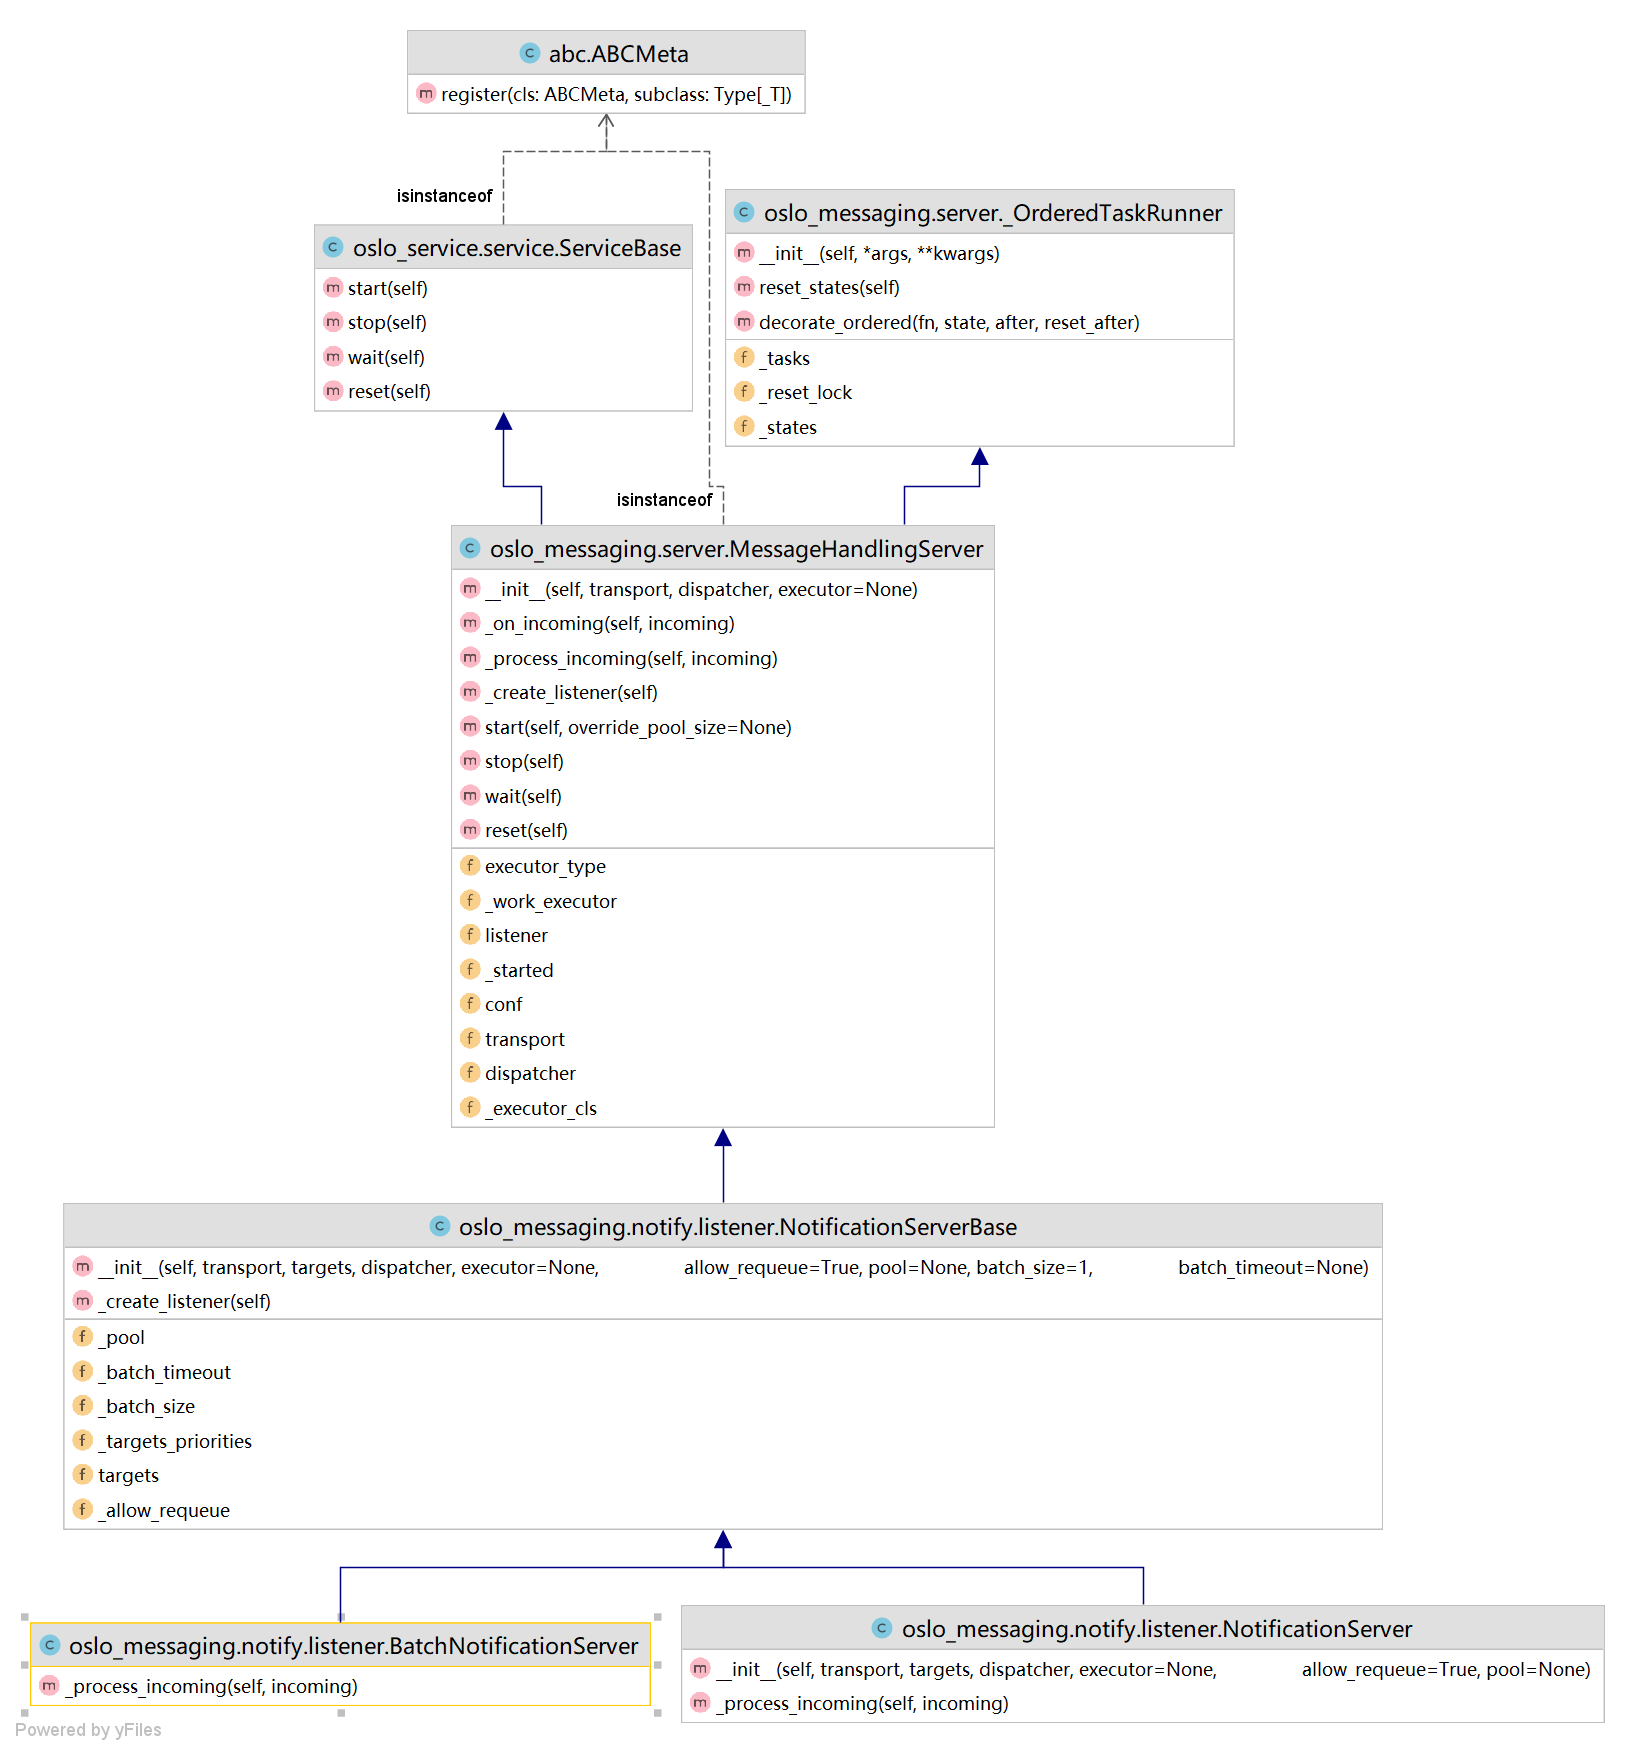 abc.ABCMeta
register(cls: ABCMeta, subclass: Type[_T])
isinstanceof
oslo_service.service.ServiceBase
start(self)
stop(self)
wait(self)
reset(self)
oslo_messaging.server._OrderedTaskRunner
__init__(self, *args, **kwargs)
reset_states(self)
decorate_ordered(fn, state, after, reset_after)
_tasks
_reset_lock
_states
isinstanceof
oslo_messaging.server.MessageHandlingServer
__init__(self, transport, dispatcher, executor=None)
_on_incoming(self, incoming)
_process_incoming(self, incoming)
_create_listener(self)
start(self, override_pool_size=None)
stop(self)
wait(self)
reset(self)
executor_type
_work_executor
listener
_started
conf
transport
dispatcher
_executor_cls
oslo_messaging.notify.listener.NotificationServerBase
__init__(self, transport, targets, dispatcher, executor=None, allow_requeue=True, pool=None, batch_size=1, batch_timeout=None)
_create_listener(self)
_pool
_batch_timeout
_batch_size
_targets_priorities
targets
_allow_requeue
oslo_messaging.notify.listener.BatchNotificationServer
_process_incoming(self, incoming)
oslo_messaging.notify.listener.NotificationServer
__init__(self, transport, targets, dispatcher, executor=None, allow_requeue=True, pool=None)
_process_incoming(self, incoming)
Powered by yFiles